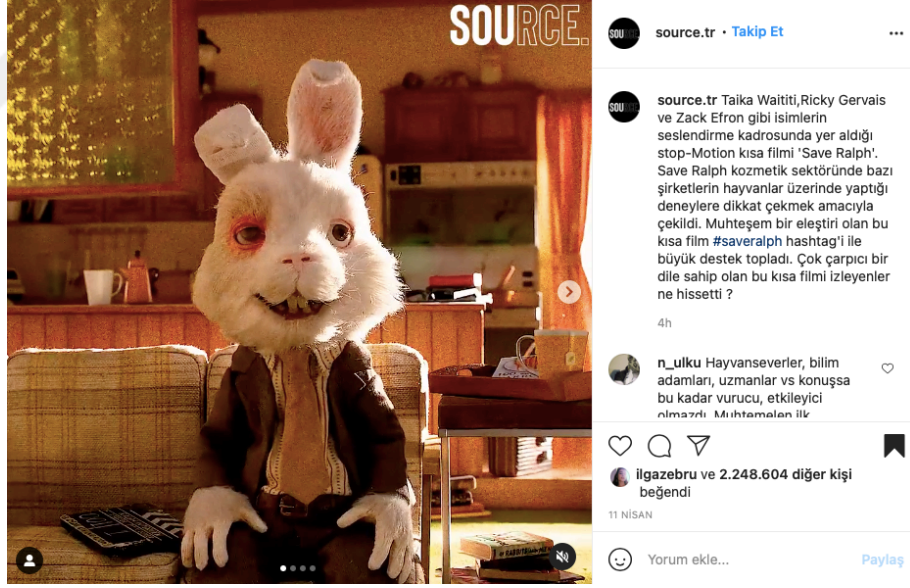 SOURCE.
source.tr • Takip Et
source.tr Taika Waititi,Ricky Gervais
ve Zack Efron gibi isimlerin
seslendirme kadrosunda yer aldığı
stop-Motion kısa filmi 'Save Ralph'.
Save Ralph kozmetik sektöründe bazı
şirketlerin hayvanlar üzerinde yaptığı
deneylere dikkat çekmek amacıyla
çekildi. Muhteşem bir eleştiri olan bu
kısa film #saveralph hashtag'i ile
büyük destek topladı. Çok çarpıcı bir
dile sahip olan bu kısa filmi izleyenler
ne hissetti ?
4h
n_ulku Hayvanseverler, bilim
adamları, uzmanlar vs konuşsa
bu kadar vurucu, etkileyici
olmazdı. Muhtemelen ilk
ilgazebru ve 2.248.604 diğer kişi
beğendi
11 NİSAN
Yorum ekle...
Paylaş